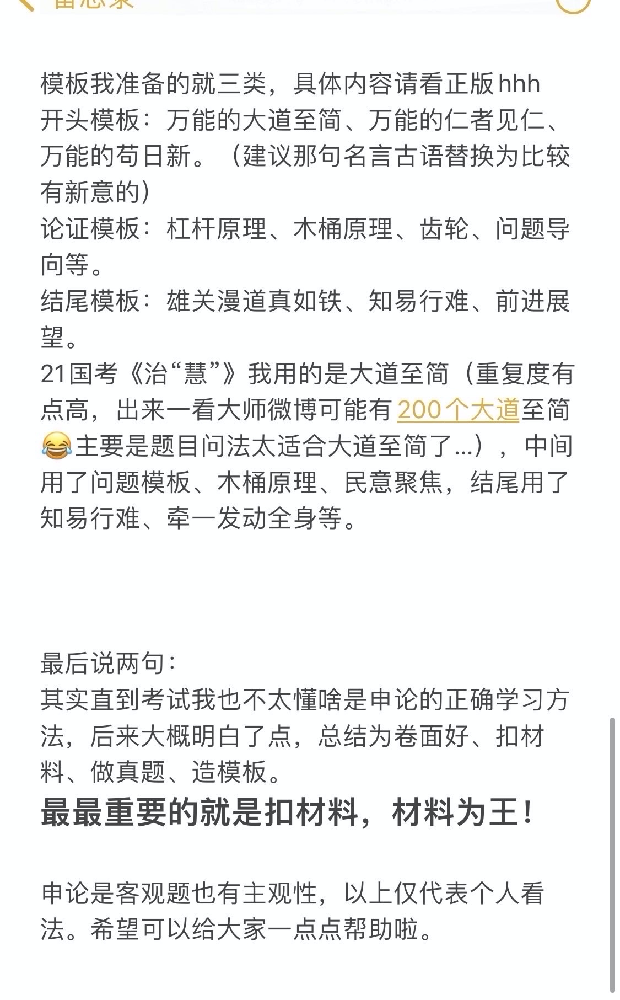 备忘录
模板我准备的就三类，具体内容请看正版hhh
开头模板：万能的大道至简、万能的仁者见仁、
万能的苟日新。（建议那句名言古语替换为比较
有新意的）
论证模板：杠杆原理、木桶原理、齿轮、问题导
向等。
结尾模板：雄关漫道真如铁、知易行难、前进展
望。
21国考《治“慧”》我用的是大道至简（重复度有
点高，出来一看大师微博可能有200个大道至简
😂主要是题目问法太适合大道至简了...），中间
用了问题模板、木桶原理、民意聚焦，结尾用了
知易行难、牵一发动全身等。
最后说两句：
其实直到考试我也不太懂啥是申论的正确学习方
法，后来大概明白了点，总结为卷面好、扣材
料、做真题、造模板。
最最重要的就是扣材料，材料为王！
申论是客观题也有主观性，以上仅代表个人看
法。希望可以给大家一点点帮助啦。